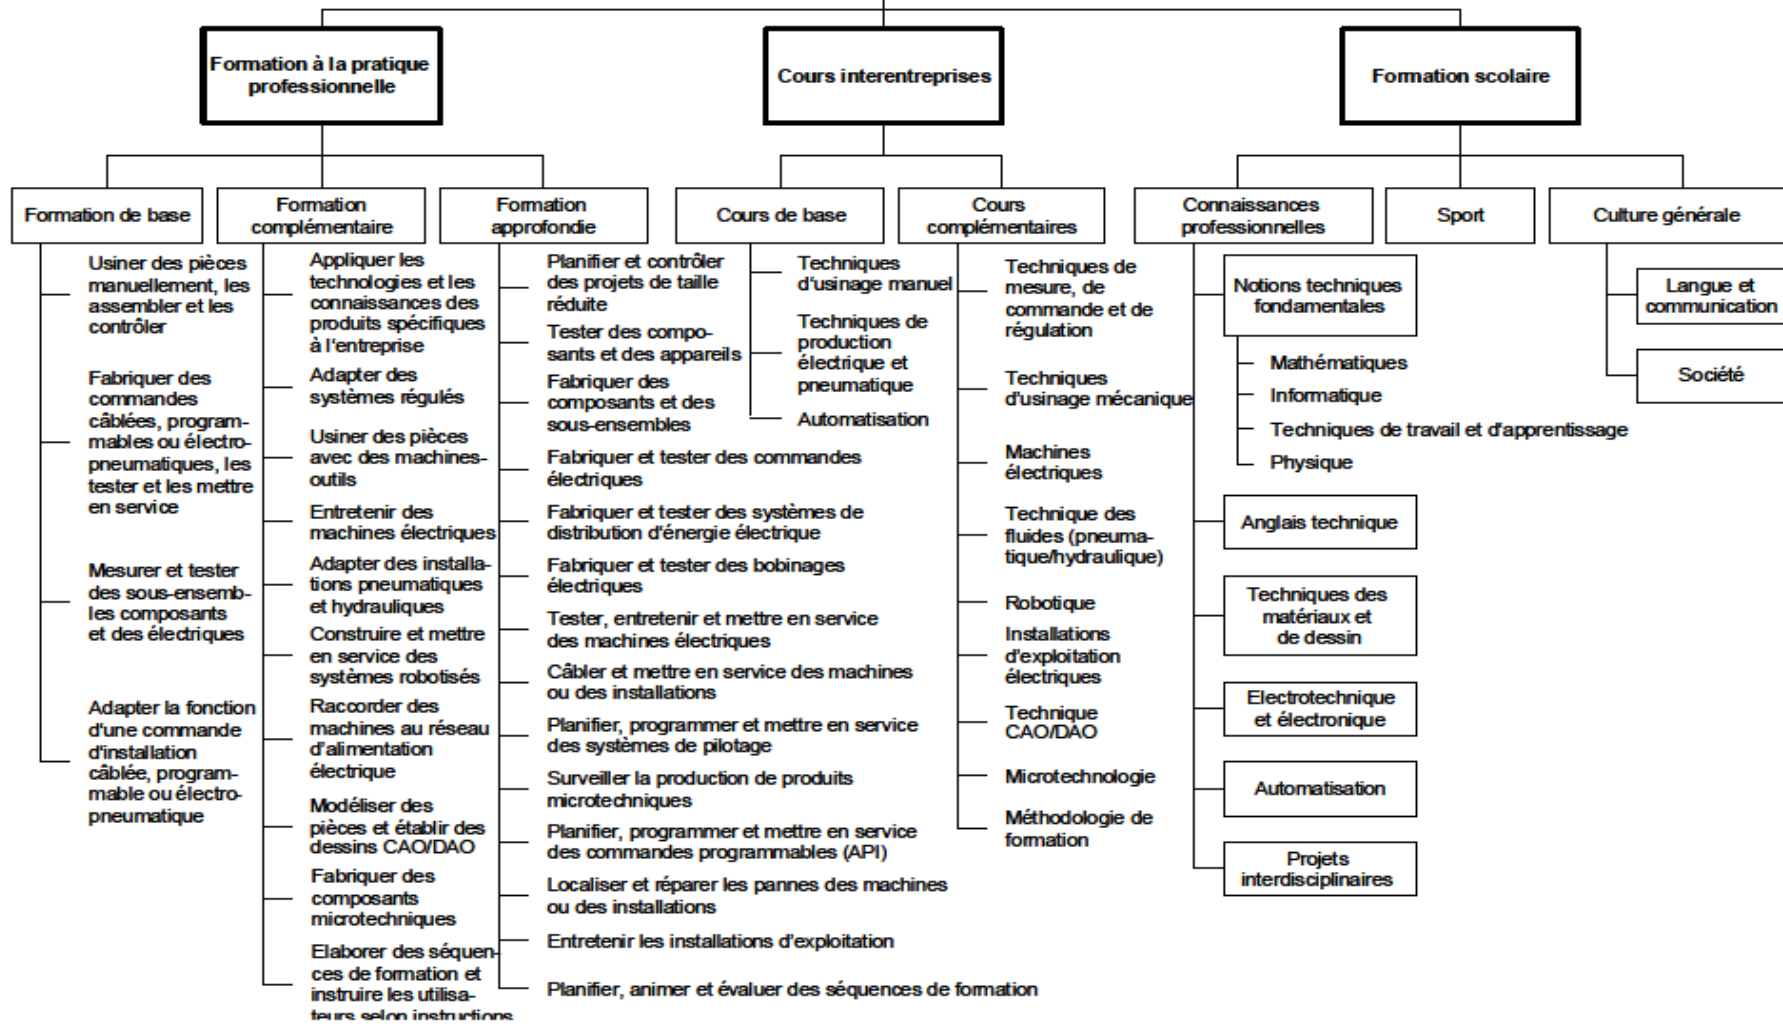 Formation à la pratique
professionnelle
Cours interentreprises
Formation scolaire
Formation de base
Formation
complémentaire
Formation
approfondie
Cours de base
Cours
complémentaires
Connaissances
professionnelles
Sport
Culture générale
Usiner des pièces
manuellement, les
assembler et les
contrôler
Fabriquer des
commandes
câblées, program-
mables ou électro-
pneumatiques, les
tester et les mettre
en service
Mesurer et tester
des sous-ensemb-
les composants
et des électriques
Adapter la fonction
d'une commande
d'installation
câblée, program-
mable ou électro-
pneumatique
Appliquer les
technologies et les
connaissances des
produits spécifiques
à l'entreprise
Adapter des
systèmes régulés
Usiner des pièces
avec des machines-
outils
Entretenir des
machines électriques
Adapter des installa-
tions pneumatiques
et hydrauliques
Construire et mettre
en service des
systèmes robotisés
Raccorder des
machines au réseau
d'alimentation
électrique
Modéliser des
pièces et établir des
dessins CAO/DAO
Fabriquer des
composants
microtechniques
Elaborer des séquen-
ces de formation et
instruire les utilisa-
teurs selon instructions
Planifier et contrôler
des projets de taille
réduite
Tester des compo-
sants et des appareils
Fabriquer des
composants et des
sous-ensembles
Fabriquer et tester des commandes
électriques
Fabriquer et tester des systèmes de
distribution d'énergie électrique
Fabriquer et tester des bobinages
électriques
Tester, entretenir et mettre en service
des machines électriques
Câbler et mettre en service des machines
ou des installations
Planifier, programmer et mettre en service
des systèmes de pilotage
Surveiller la production de produits
microtechniques
Planifier, programmer et mettre en service
des commandes programmables (API)
Localiser et réparer les pannes des machines
ou des installations
Entretenir les installations d'exploitation
Planifier, animer et évaluer des séquences de formation
Techniques
d'usinage manuel
Techniques de
production
électrique et
pneumatique
Automatisation
Techniques de
mesure, de
commande et de
régulation
Techniques
d'usinage mécanique
Machines
électriques
Technique des
fluides (pneuma-
tique/hydraulique)
Robotique
Installations
d'exploitation
électriques
Technique
CAO/DAO
Microtechnologie
Méthodologie de
formation
Notions techniques
fondamentales
Mathématiques
Informatique
Techniques de travail et d'apprentissage
Physique
Anglais technique
Techniques des
matériaux et
de dessin
Electrotechnique
et électronique
Automatisation
Projets
interdisciplinaires
Langue et
communication
Société